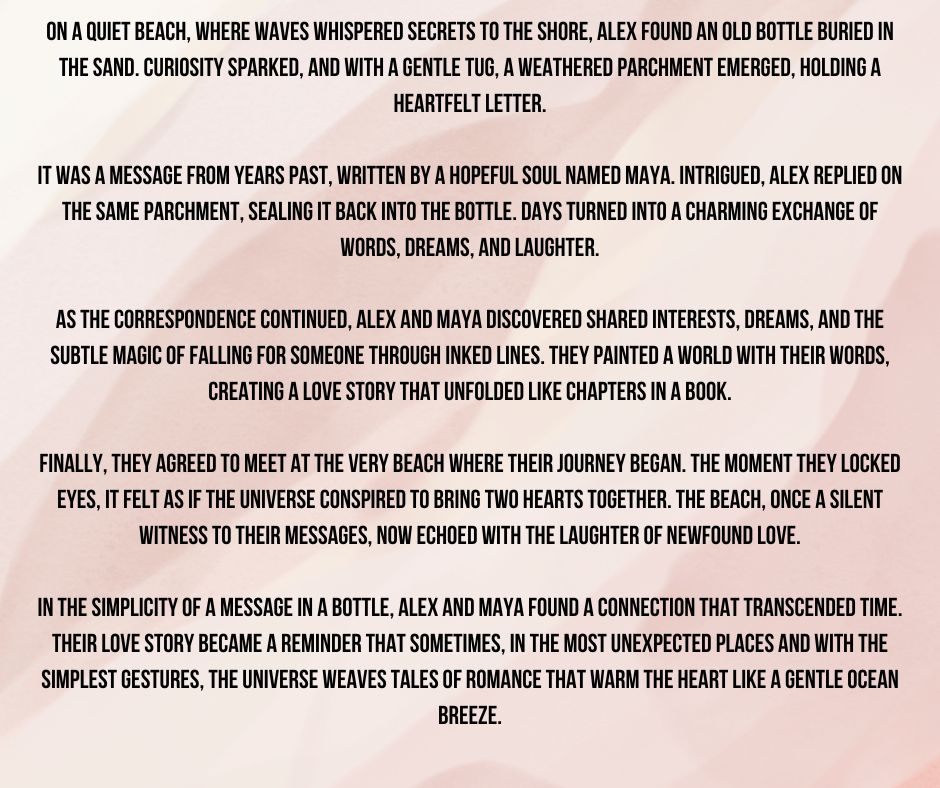 ON A QUIET BEACH, WHERE WAVES WHISPERED SECRETS TO THE SHORE, ALEX FOUND AN OLD BOTTLE BURIED IN
THE SAND. CURIOSITY SPARKED, AND WITH A GENTLE TUG, A WEATHERED PARCHMENT EMERGED, HOLDING A
HEARTFELT LETTER.
IT WAS A MESSAGE FROM YEARS PAST, WRITTEN BY A HOPEFUL SOUL NAMED MAYA. INTRIGUED, ALEX REPLIED ON
THE SAME PARCHMENT, SEALING IT BACK INTO THE BOTTLE. DAYS TURNED INTO A CHARMING EXCHANGE OF
WORDS, DREAMS, AND LAUGHTER.
AS THE CORRESPONDENCE CONTINUED, ALEX AND MAYA DISCOVERED SHARED INTERESTS, DREAMS, AND THE
SUBTLE MAGIC OF FALLING FOR SOMEONE THROUGH INKED LINES. THEY PAINTED A WORLD WITH THEIR WORDS,
CREATING A LOVE STORY THAT UNFOLDED LIKE CHAPTERS IN A BOOK.
FINALLY, THEY AGREED TO MEET AT THE VERY BEACH WHERE THEIR JOURNEY BEGAN. THE MOMENT THEY LOCKED
EYES, IT FELT AS IF THE UNIVERSE CONSPIRED TO BRING TWO HEARTS TOGETHER. THE BEACH, ONCE A SILENT
WITNESS TO THEIR MESSAGES, NOW ECHOED WITH THE LAUGHTER OF NEWFOUND LOVE.
IN THE SIMPLICITY OF A MESSAGE IN A BOTTLE, ALEX AND MAYA FOUND A CONNECTION THAT TRANSCENDED TIME.
THEIR LOVE STORY BECAME A REMINDER THAT SOMETIMES, IN THE MOST UNEXPECTED PLACES AND WITH THE
SIMPLEST GESTURES, THE UNIVERSE WEAVES TALES OF ROMANCE THAT WARM THE HEART LIKE A GENTLE OCEAN
BREEZE.